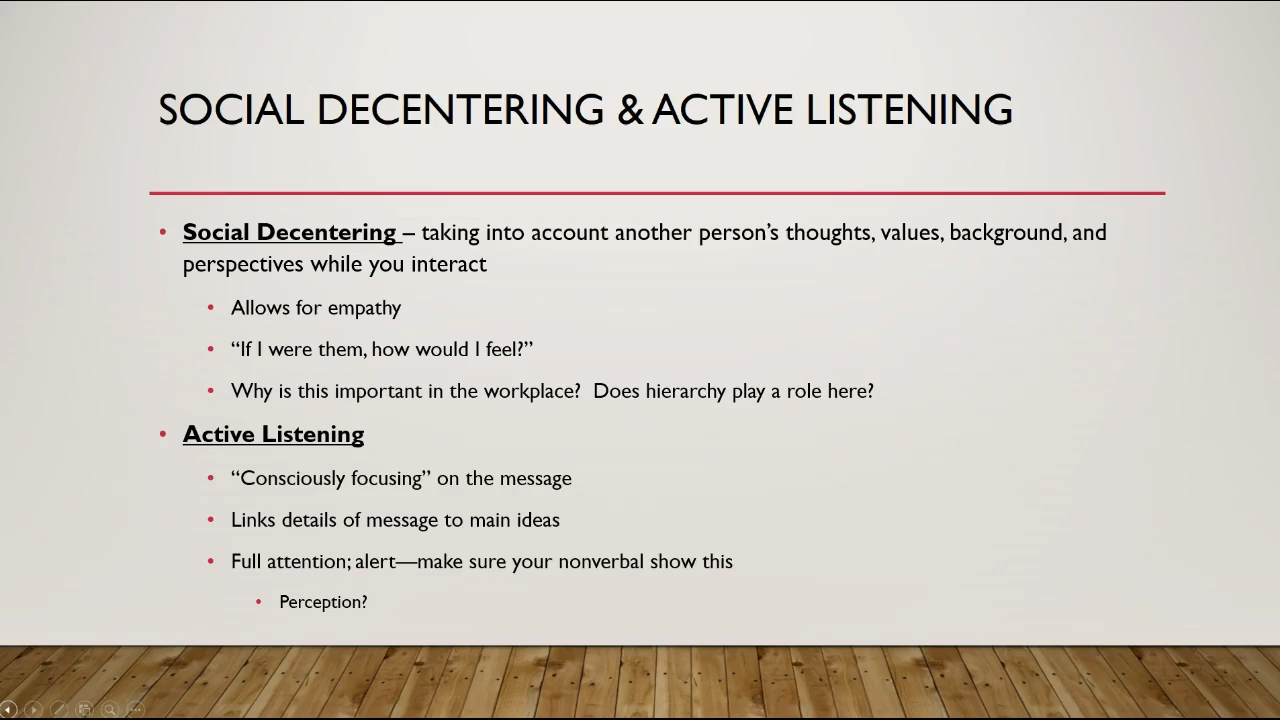 SOCIAL DECENTERING & ACTIVE LISTENING
• Social Decentering – taking into account another person’s thoughts, values, background, and
perspectives while you interact
• Allows for empathy
• “If I were them, how would I feel?”
• Why is this important in the workplace?  Does hierarchy play a role here?
• Active Listening
• “Consciously focusing” on the message
• Links details of message to main ideas
• Full attention; alert—make sure your nonverbal show this
• Perception?